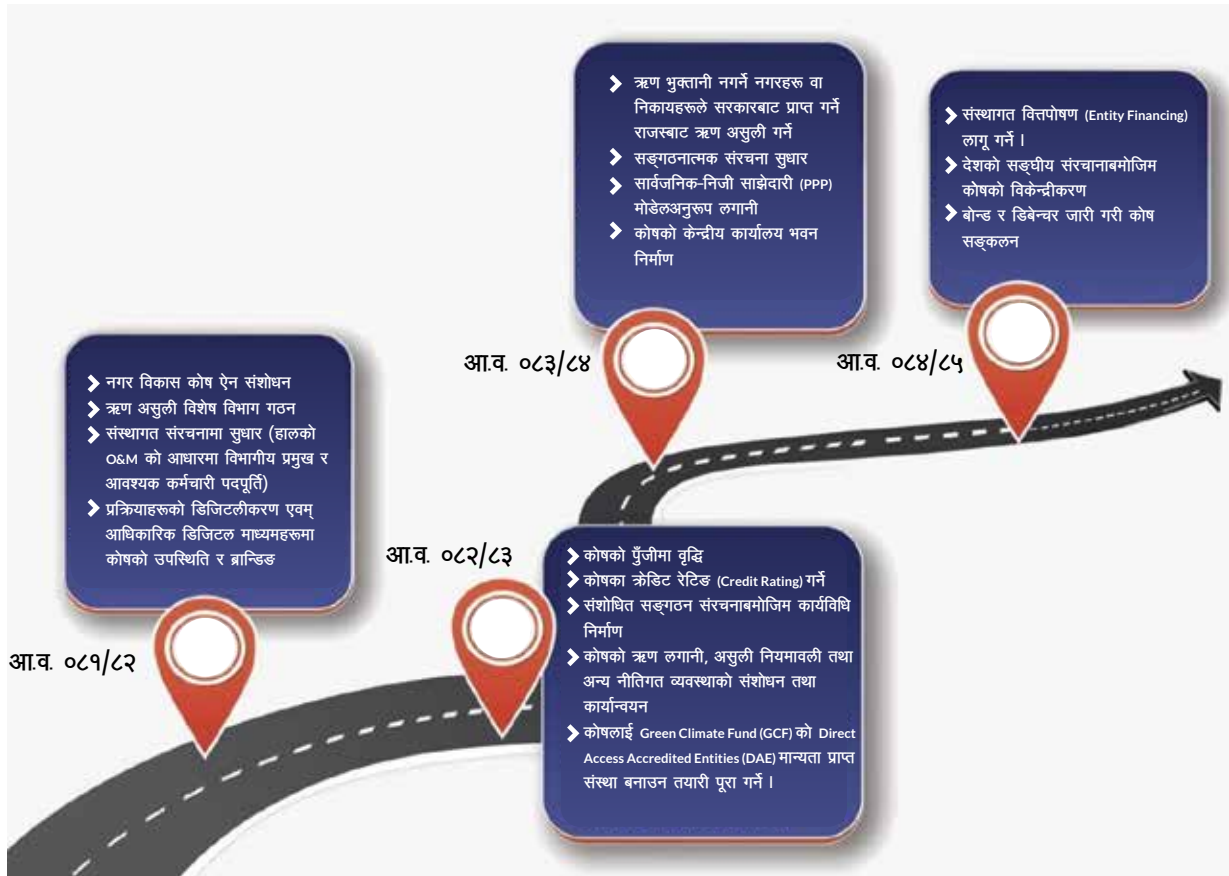 नगर विकास कोष ऐन संशोधन
ऋण असुली विशेष विभाग गठन
संस्थागत संरचनामा सुधार (हालको
O&M को आधारमा विभागीय प्रमुख र
आवश्यक कर्मचारी पदपूर्ति)
प्रक्रियाहरूको डिजिटलीकरण एवम्
आधिकारिक डिजिटल माध्यमहरूमा
कोषको उपस्थिति र ब्रान्डिङ
आ.व. ०८१/८२
आ.व. ०८२/८३
कोषको पुँजीमा वृद्धि
कोषका क्रेडिट रेटिङ (Credit Rating) गर्ने
संशोधित सङ्गठन संरचनाबमोजिम कार्यविधि
निर्माण
कोषको ऋण लगानी, असुली नियमावली तथा
अन्य नीतिगत व्यवस्थाको संशोधन तथा
कार्यान्वयन
कोषलाई Green Climate Fund (GCF) को Direct
Access Accredited Entities (DAE) मान्यता प्राप्त
संस्था बनाउन तयारी पूरा गर्ने ।
ऋण भुक्तानी नगर्ने नगरहरू वा
निकायहरूले सरकारबाट प्राप्त गर्ने
राजस्बाट ऋण असुली गर्ने
सङ्गठनात्मक संरचना सुधार
सार्वजनिक-निजी साझेदारी (PPP)
मोडेलअनुरूप लगानी
कोषको केन्द्रीय कार्यालय भवन
निर्माण
आ.व. ०८३/८४
संस्थागत वित्तपोषण (Entity Financing)
लागू गर्ने ।
देशको सङ्घीय संरचानाबमोजिम
कोषको विकेन्द्रीकरण
बोन्ड र डिबेन्चर जारी गरी कोष
सङ्कलन
आ.व. ०८४/८५